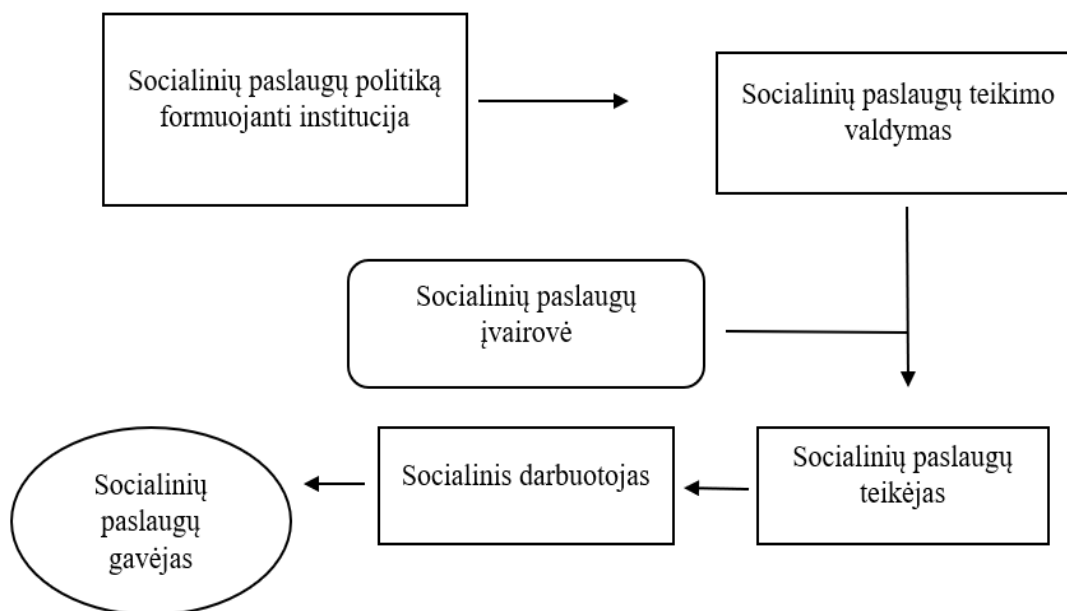 Socialinių paslaugų politiką
formuojanti institucija
Socialinių paslaugų teikimo
valdymas
Socialinių paslaugų
įvairovė
Socialinių paslaugų
teikėjas
Socialinis darbuotojas
Socialinių
paslaugų
gavėjas